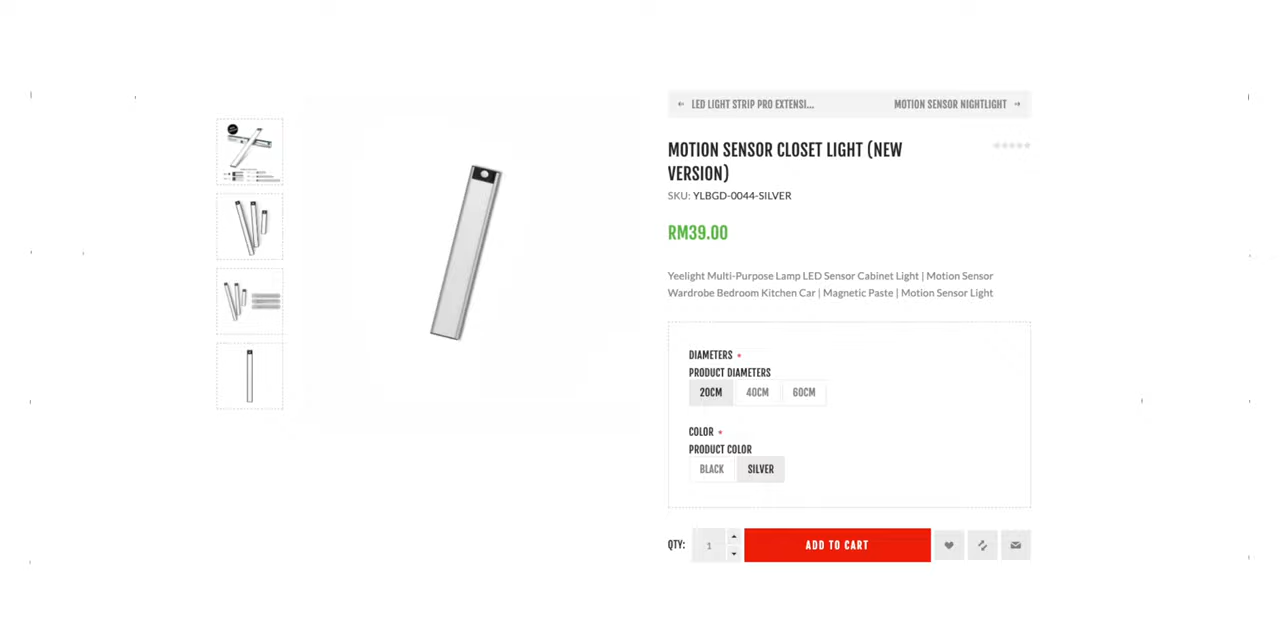 LED LIGHT STRIP PRO EXTENSI...
MOTION SENSOR NIGHTLIGHT
MOTION SENSOR CLOSET LIGHT (NEW
VERSION)
SKU: YLBGD-0044-SILVER
RM39.00
Yeelight Multi-Purpose Lamp LED Sensor Cabinet Light | Motion Sensor
Wardrobe Bedroom Kitchen Car | Magnetic Paste | Motion Sensor Light
DIAMETERS *
PRODUCT DIAMETERS
20CM 40CM 60CM
COLOR *
PRODUCT COLOR
BLACK SILVER
QTY: 1 ADD TO CART